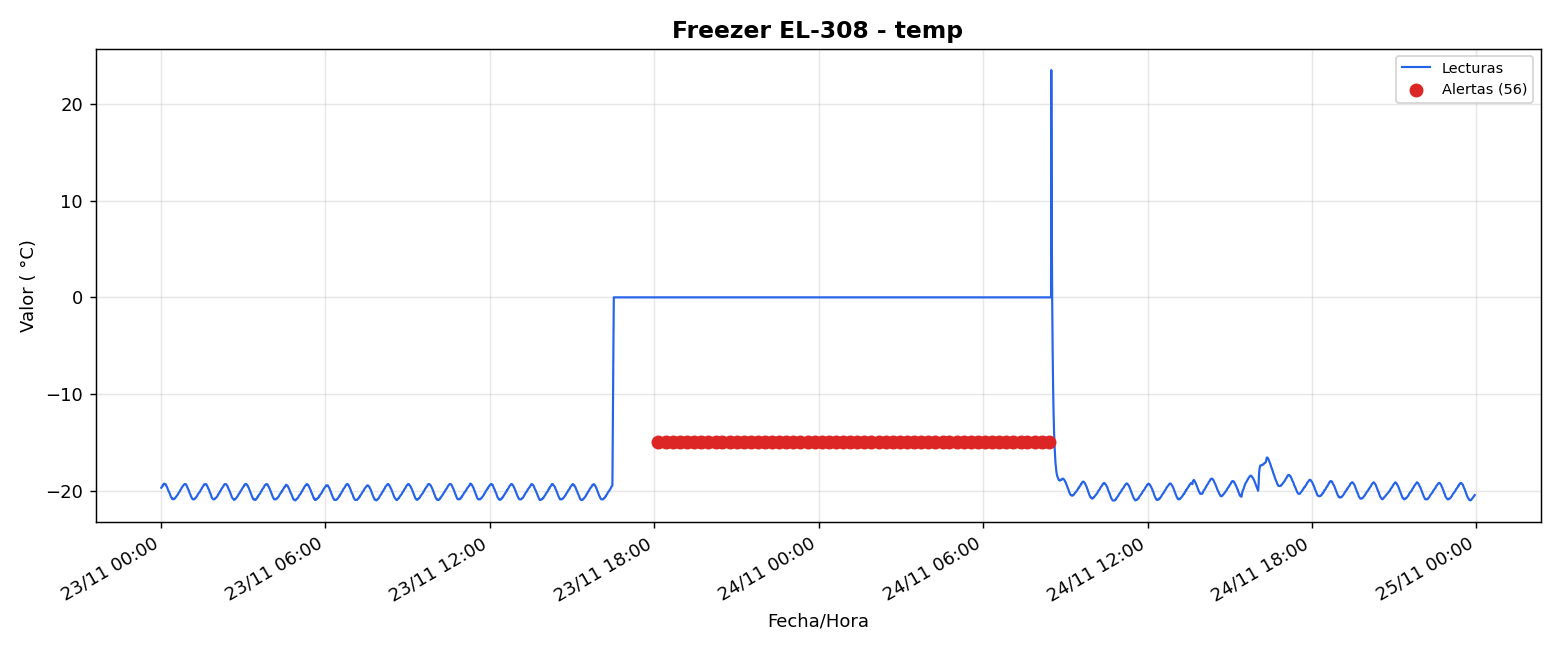 Freezer EL-308 - temp
Lecturas
Alertas (56)
Valor ( °C)
20
10
0
−10
−20
23/11 00:00
23/11 06:00
23/11 12:00
23/11 18:00
24/11 00:00
24/11 06:00
24/11 12:00
24/11 18:00
25/11 00:00
Fecha/Hora